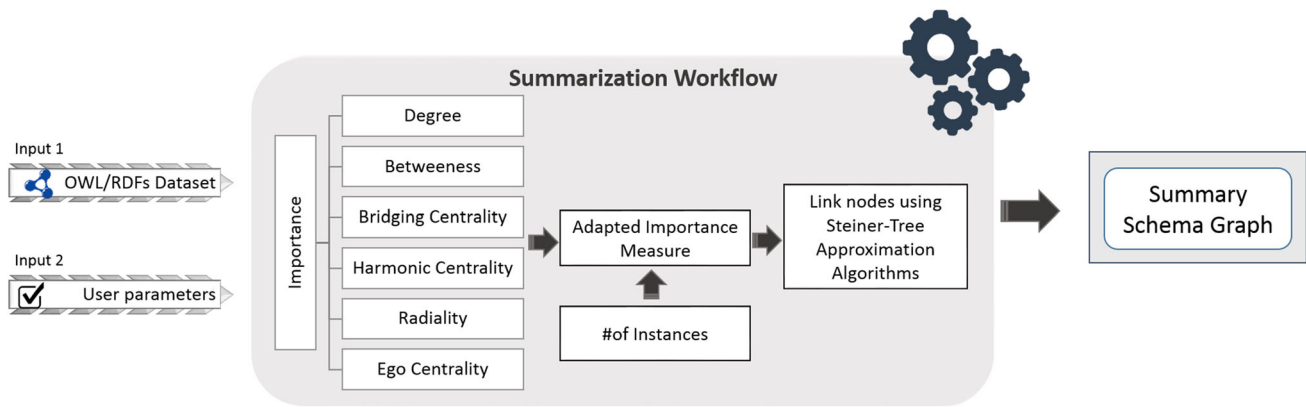 Summarization Workflow
Input 1
OWL/RDFs Dataset
Input 2
User parameters
Importance
Degree
Betweeness
Bridging Centrality
Harmonic Centrality
Radiality
Ego Centrality
Adapted Importance
Measure
#of Instances
Link nodes using
Steiner-Tree
Approximation
Algorithms
Summary
Schema Graph